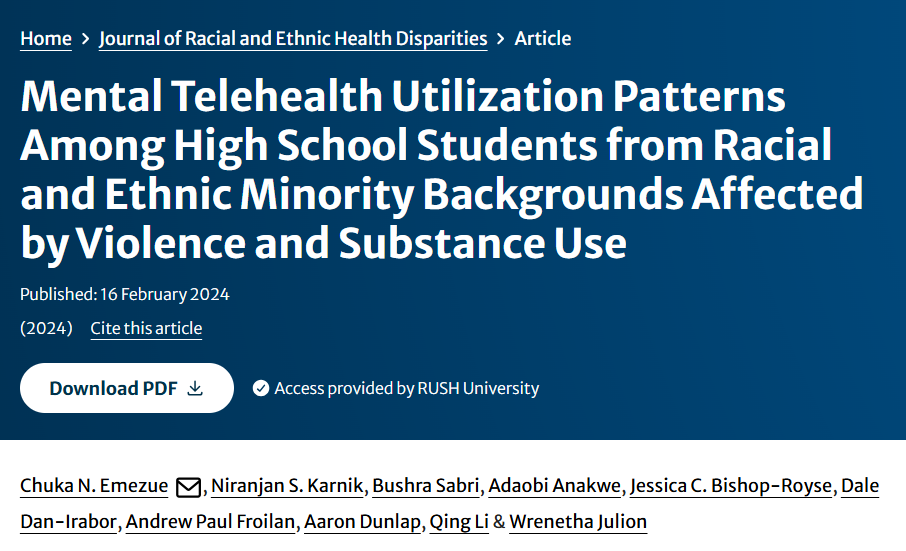 Home > Journal of Racial and Ethnic Health Disparities > Article
Mental Telehealth Utilization Patterns
Among High School Students from Racial
and Ethnic Minority Backgrounds Affected
by Violence and Substance Use
Published: 16 February 2024
(2024) Cite this article
Download PDF
Access provided by RUSH University
Chuka N. Emezue, Niranjan S. Karnik, Bushra Sabri, Adaobi Anakwe, Jessica C. Bishop-Royse, Dale
Dan-Irabor, Andrew Paul Froilan, Aaron Dunlap, Qing Li & Wrenetha Julion